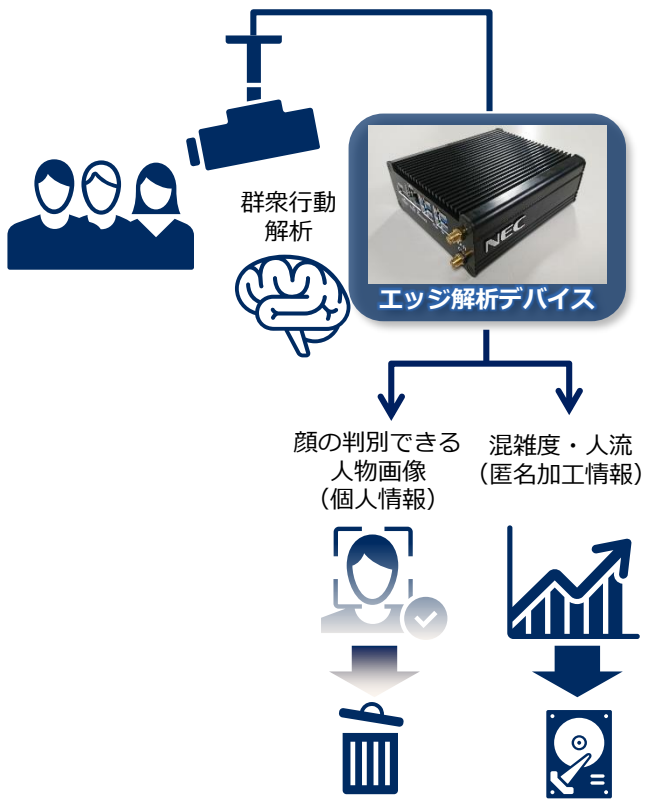 群衆行動
解析
NEC
エッジ解析デバイス
顔の判別できる
人物画像
（個人情報）
混雑度・人流
（匿名加工情報）